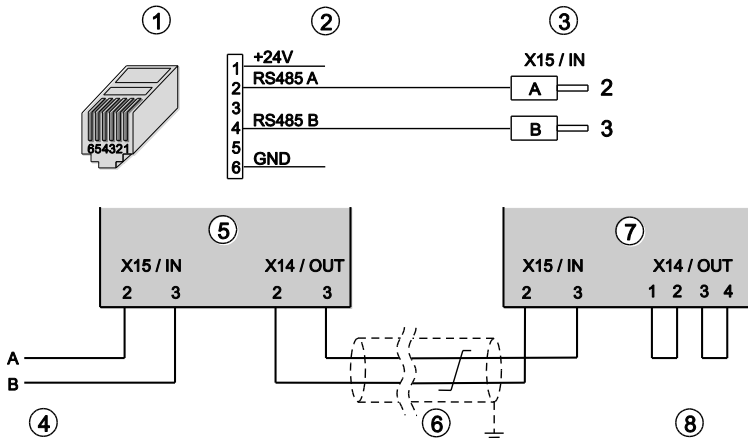 1 2 3
654321
1 +24V
2 RS485 A
3
4 RS485 B
5
6 GND
X15 / IN
A 2
B 3
5 7
X15 / IN X14 / OUT X15 / IN X14 / OUT
2 3 2 3 2 3 1 2 3 4
A
B
4 6 8